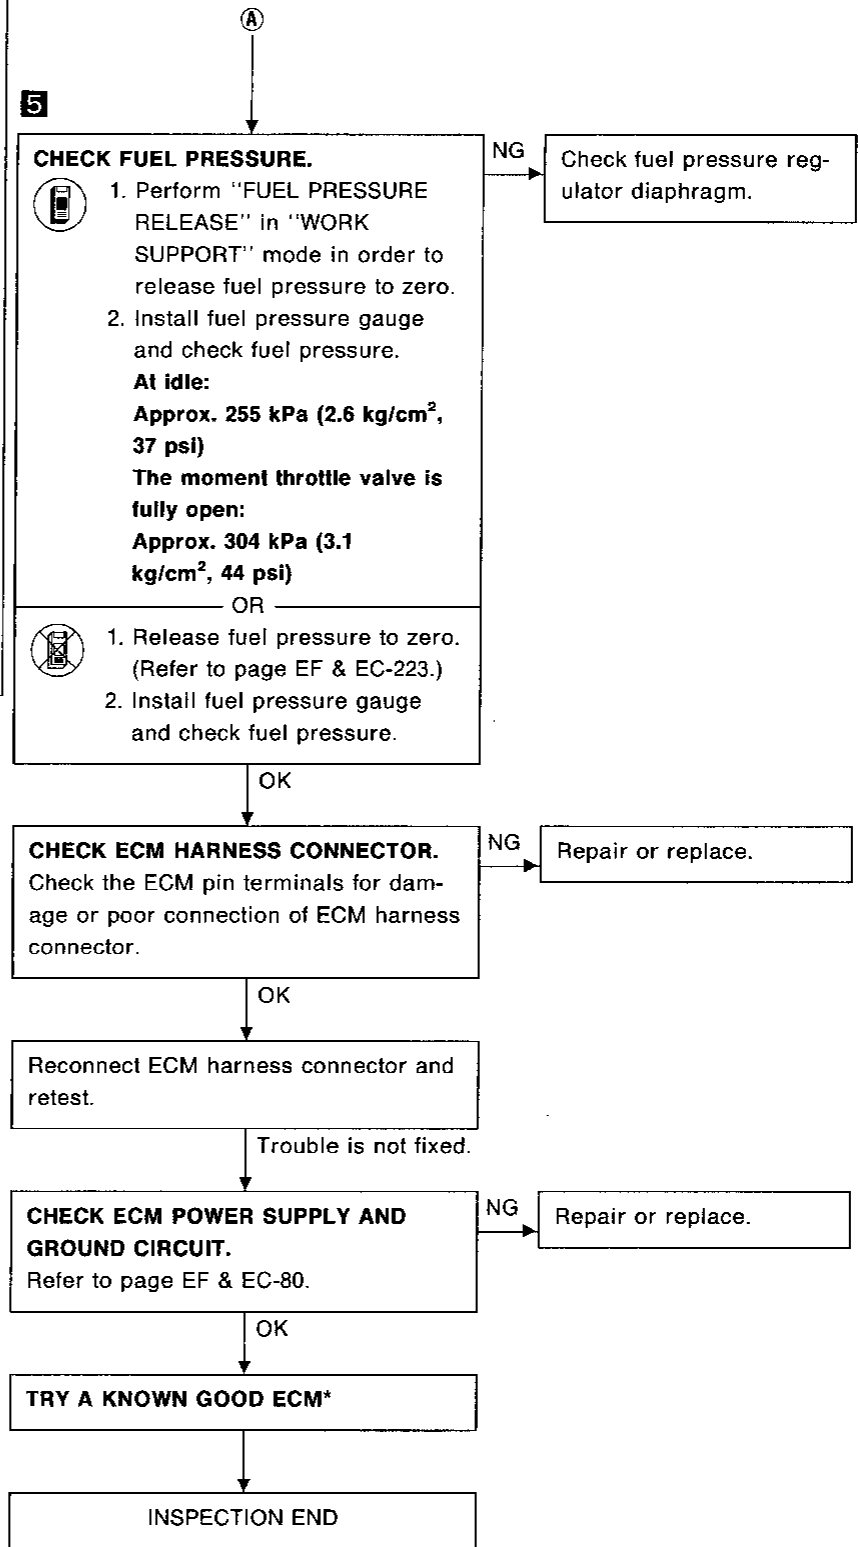 A
5
CHECK FUEL PRESSURE.
1. Perform "FUEL PRESSURE
RELEASE" in "WORK
SUPPORT" mode in order to
release fuel pressure to zero.
2. Install fuel pressure gauge
and check fuel pressure.
At idle:
Approx. 255 kPa (2.6 kg/cm², 
37 psi)
The moment throttle valve is
fully open:
Approx. 304 kPa (3.1
kg/cm², 44 psi)
OR
1. Release fuel pressure to zero.
(Refer to page EF & EC-223.)
2. Install fuel pressure gauge
and check fuel pressure.
NG
Check fuel pressure reg-
ulator diaphragm.
OK
CHECK ECM HARNESS CONNECTOR.
Check the ECM pin terminals for dam-
age or poor connection of ECM harness
connector.
NG
Repair or replace.
OK
Reconnect ECM harness connector and
retest.
Trouble is not fixed.
CHECK ECM POWER SUPPLY AND
GROUND CIRCUIT.
Refer to page EF & EC-80.
NG
Repair or replace.
OK
TRY A KNOWN GOOD ECM*
INSPECTION END